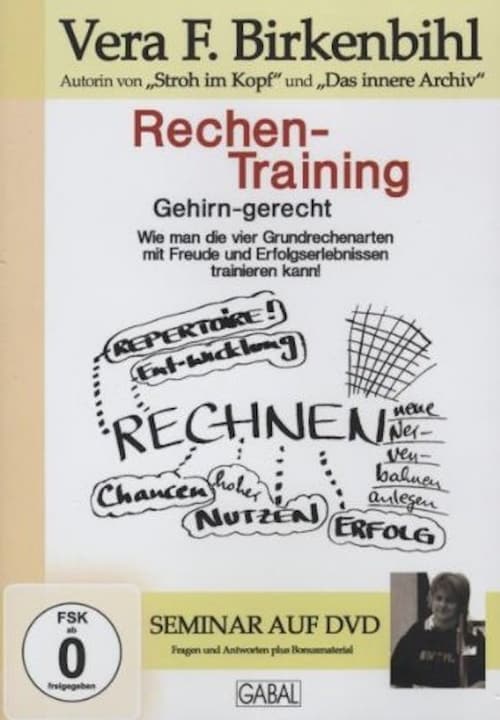 Vera F. Birkenbihl
Autorin von „Stroh im Kopf“ und „Das innere Archiv“
Rechen-
Training
Gehirn-gerecht
Wie man die vier Grundrechenarten
mit Freude und Erfolgserlebnissen
trainieren kann!
REPERTOIRE!
Ent-wicklung
RECHNEN
neue
Ner-
ven-
bahnen
anlegen
Chancen
hoher
NUTZEN
ERFOLG
FSK
ab
0
freigegeben
SEMINAR AUF DVD
Fragen und Antworten plus Bonusmaterial
GABAL